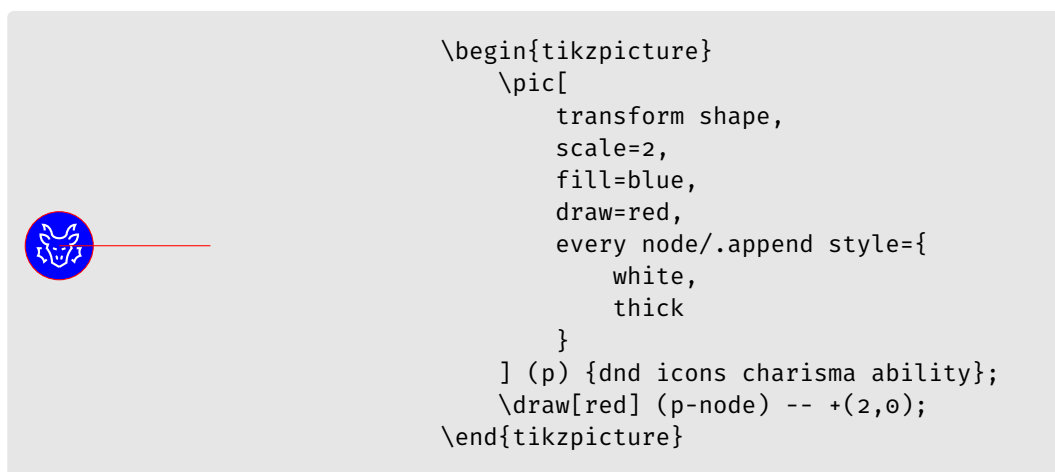 \begin{tikzpicture}
    \pic[
        transform shape,
        scale=2,
        fill=blue,
        draw=red,
        every node/.append style={
            white,
            thick
        }
    ] (p) {dnd icons charisma ability};
    \draw[red] (p-node) -- +(2,0);
\end{tikzpicture}